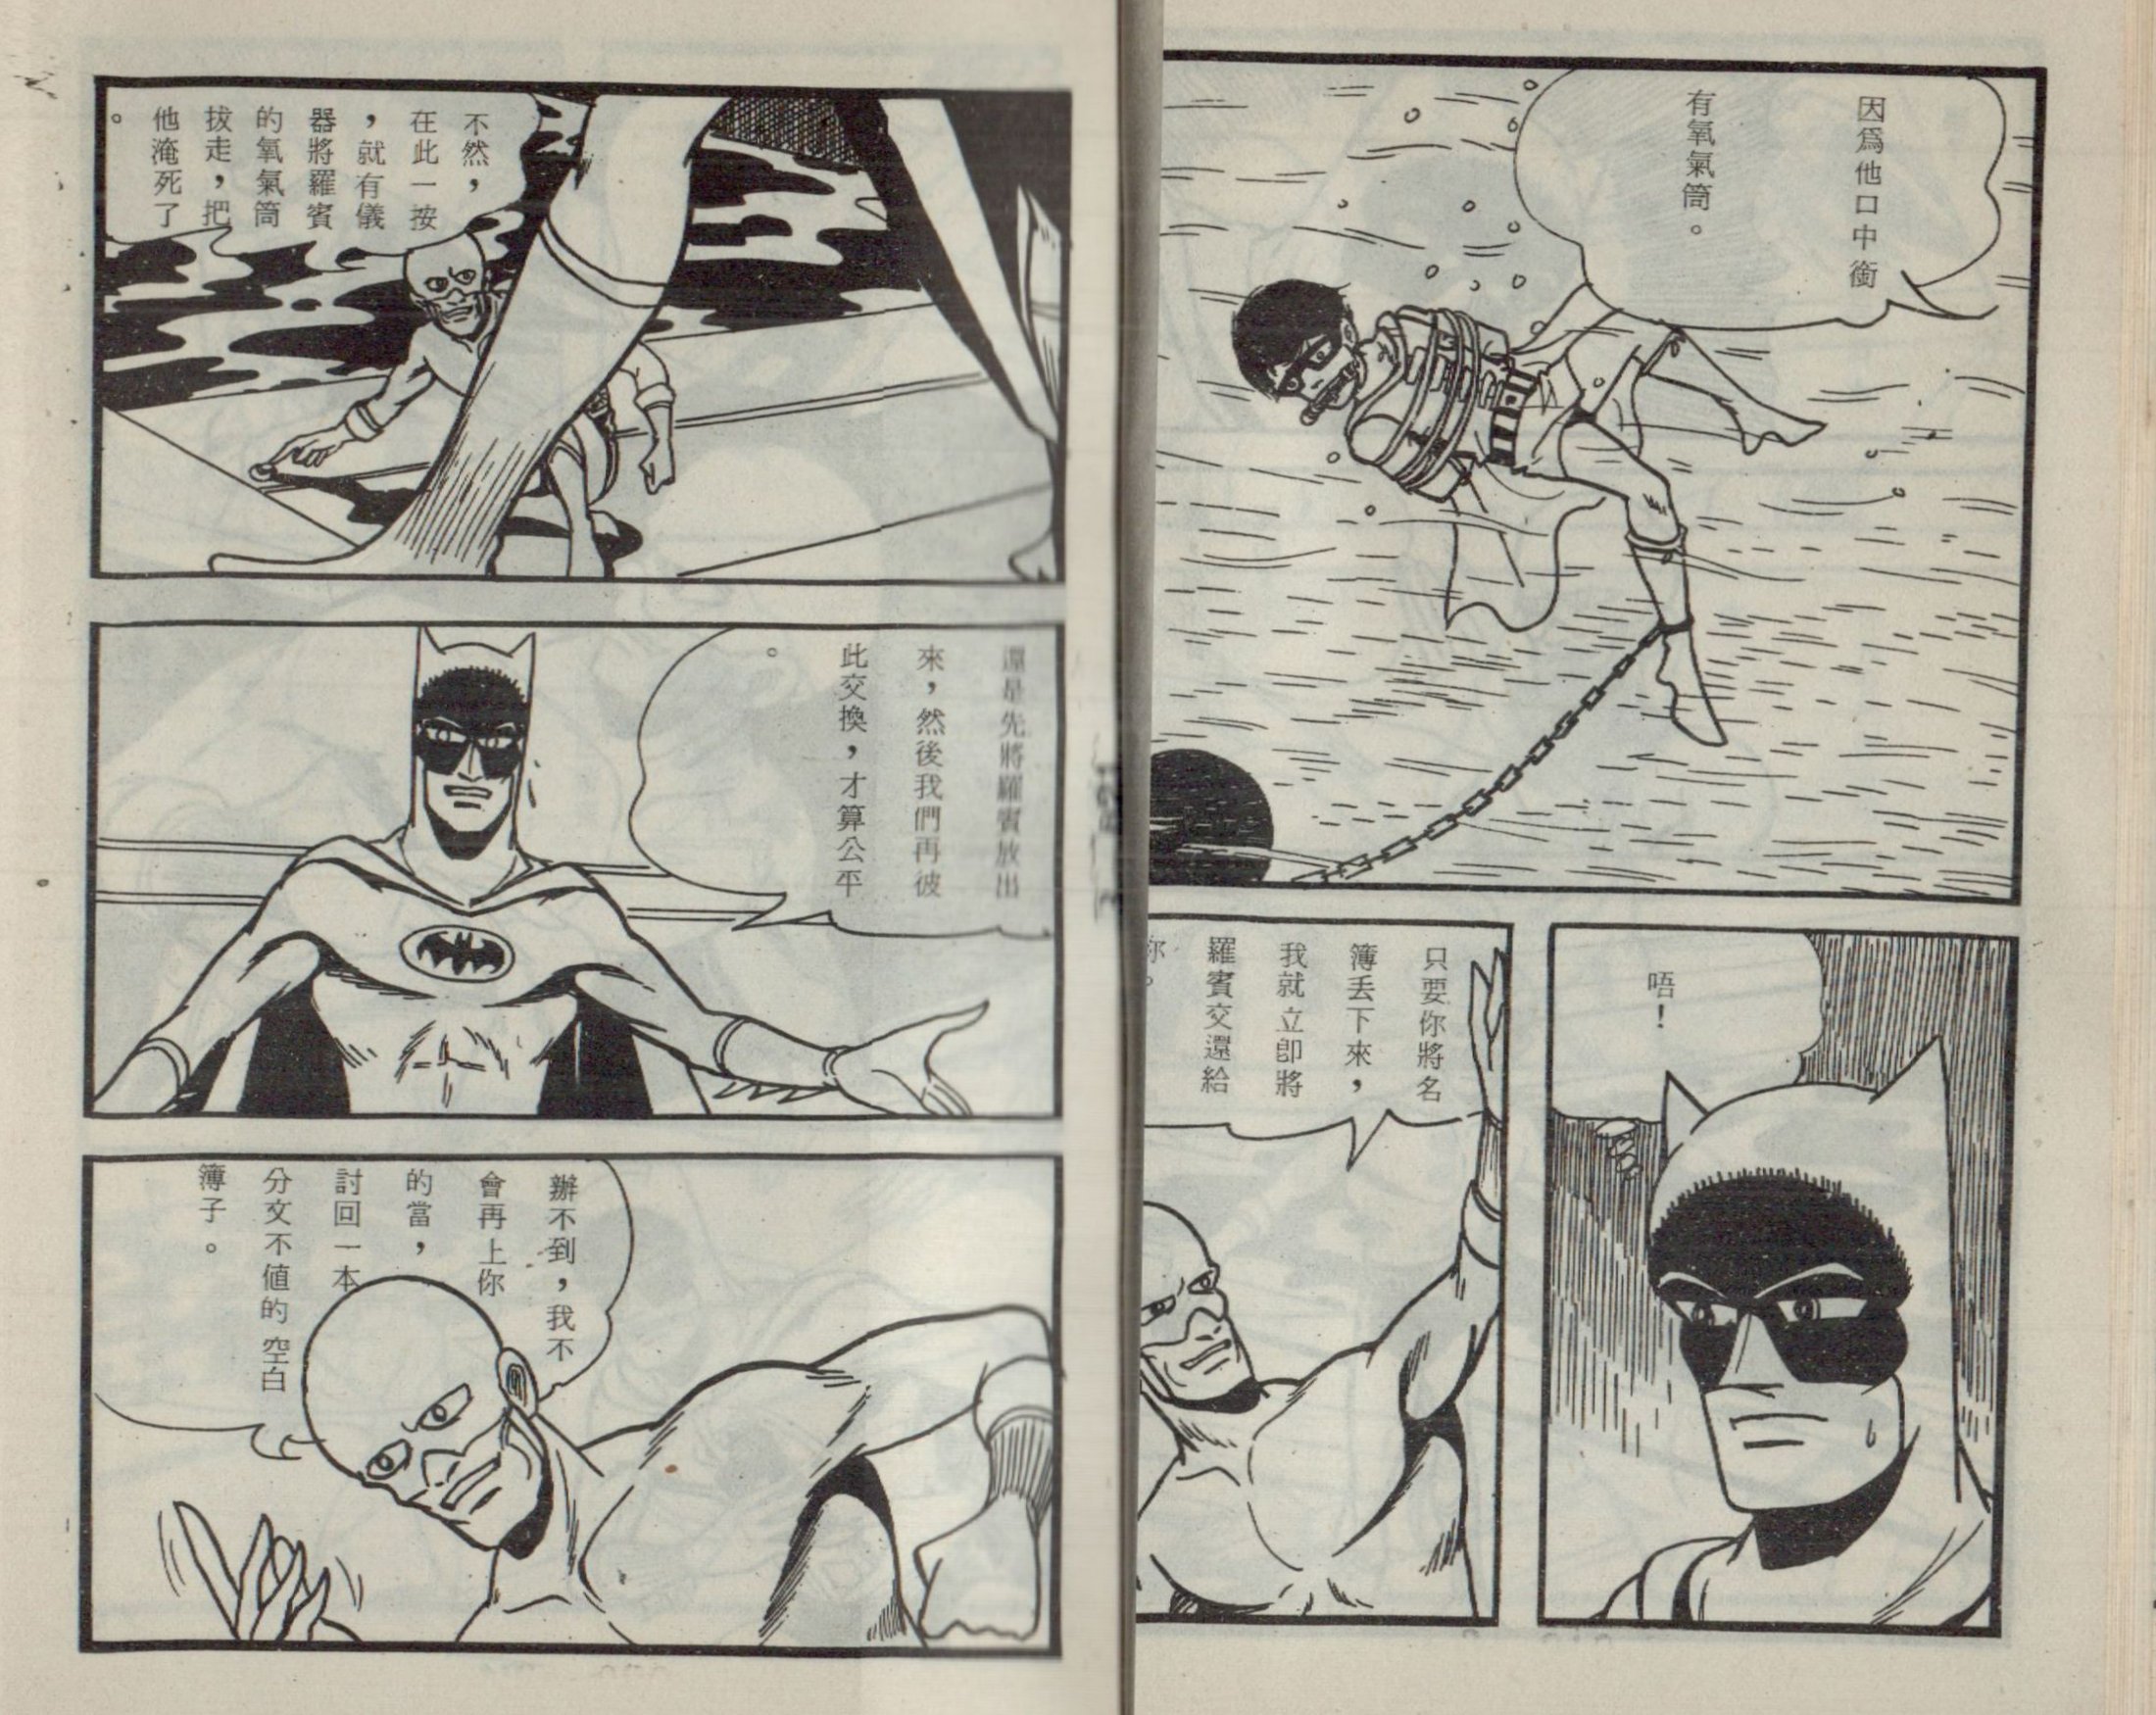 因爲他口中銜
有氧氣筒。
唔！
只要你將名
簿丢下來，
我就立卽將
羅賓交還給
你。
不然，
在此一按
，就有儀
器將羅賓
的氧氣筒
拔走，把
他淹死了
。
還是先將羅賓放出
來，然後我們再彼
此交換，才算公平
。
辦不到，我不
會再上你
的當，
討回一本
分文不値的空白
簿子。